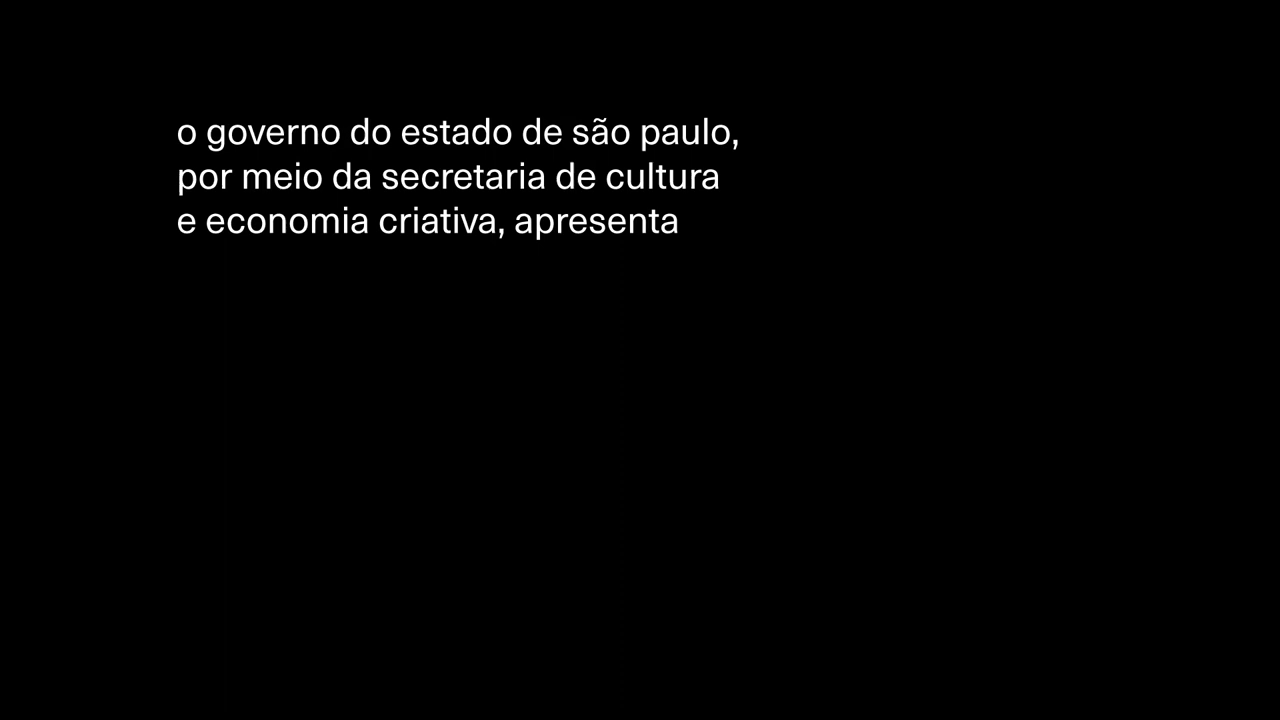 o governo do estado de são paulo,
por meio da secretaria de cultura
e economia criativa, apresenta